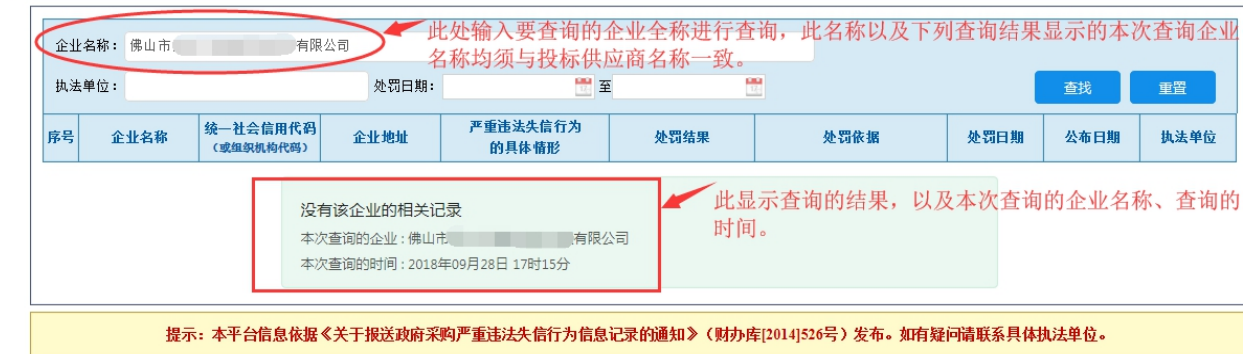 企业名称：佛山市 有限公司
此处输入要查询的企业全称进行查询，此名称以及下列查询结果显示的本次查询企业
名称均须与投标供应商名称一致。
执法单位： 处罚日期： 至 查找 重置
序号 企业名称 统一社会信用代码 企业地址 严重违法失信行为 处罚结果 处罚依据 处罚日期 公布日期 执法单位
（或组织机构代码） 的具体情形
没有该企业的相关记录
本次查询的企业：佛山市 有限公司
本次查询的时间：2018年09月28日 17时15分
此显示查询的结果，以及本次查询的企业名称、查询的
时间。
提示：本平台信息依据《关于报送政府采购严重违法失信行为信息记录的通知》（财办库[2014]526号）发布。如有疑问请联系具体执法单位。